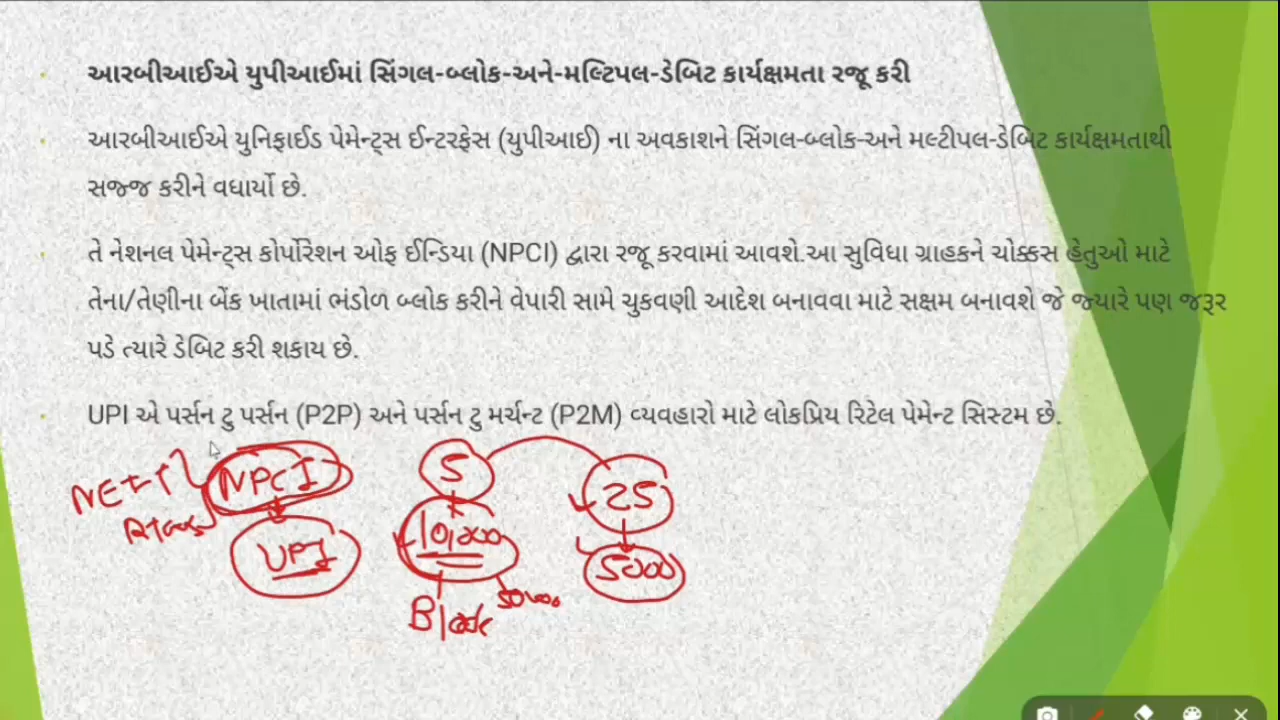 આરબીઆઈએ યુપીઆઈમાં સિંગલ-બ્લોક-અને-મલ્ટિપલ-ડેબિટ કાર્યક્ષમતા રજૂ કરી
આરબીઆઈએ યુનિફાઈડ પેમેન્ટ્સ ઈન્ટરફેસ (યુપીઆઈ) ના અવકાશને સિંગલ-બ્લોક-અને મલ્ટીપલ-ડેબિટ કાર્યક્ષમતાથી
સજ્જ કરીને વધાર્યો છે.
તે નેશનલ પેમેન્ટ્સ કોર્પોરેશન ઓફ ઈન્ડિયા (NPCI) દ્વારા રજૂ કરવામાં આવશે.આ સુવિધા ગ્રાહકને ચોક્કસ હેતુઓ માટે
તેના/તેણીના બેંક ખાતામાં ભંડોળ બ્લોક કરીને વેપારી સામે ચુકવણી આદેશ બનાવવા માટે સક્ષમ બનાવશે જે જ્યારે પણ જરૂર
પડે ત્યારે ડેબિટ કરી શકાય છે.
UPI એ પર્સન ટુ પર્સન (P2P) અને પર્સન ટુ મર્ચન્ટ (P2M) વ્યવહારો માટે લોકપ્રિય રિટેલ પેમેન્ટ સિસ્ટમ છે.
NPCI 5 25
UPI 10,000 5000
Block